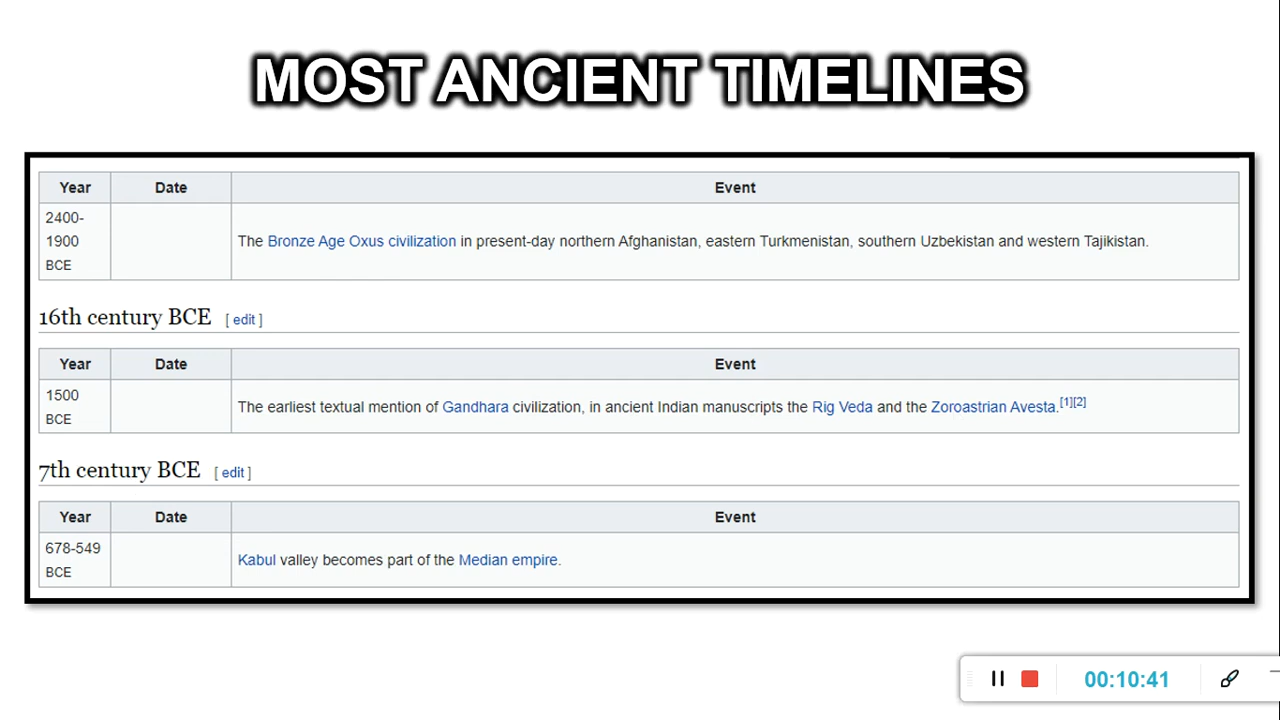 MOST ANCIENT TIMELINES
Year Date Event
2400-
1900
BCE
The Bronze Age Oxus civilization in present-day northern Afghanistan, eastern Turkmenistan, southern Uzbekistan and western Tajikistan.
16th century BCE [ edit ]
Year Date Event
1500
BCE
The earliest textual mention of Gandhara civilization, in ancient Indian manuscripts the Rig Veda and the Zoroastrian Avesta.[1][2]
7th century BCE [ edit ]
Year Date Event
678-549
BCE
Kabul valley becomes part of the Median empire.
00:10:41